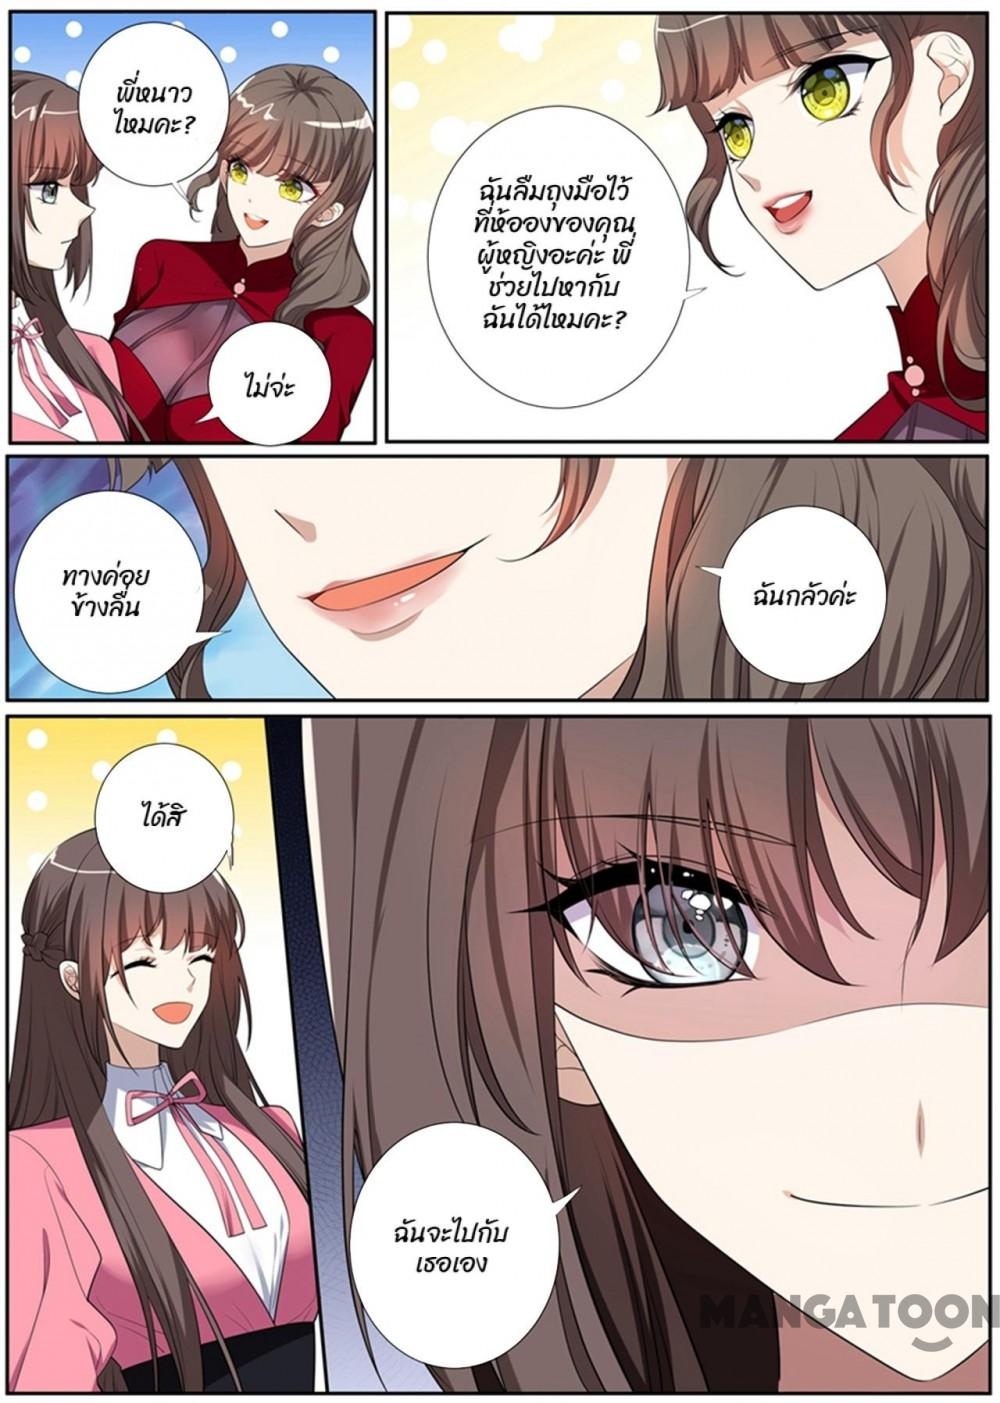 พี่หนาว
ไหมคะ?
ไม่จ่ะ
ฉันลืมถุงมือไว้
ที่ห้อองของคุณ
ผู้หญิงอะค่ะ พี่
ช่วยไปหากับ
ฉันได้ไหมคะ?
ทางค่อย
ข้างลื่น
ฉันกลัวค่ะ
ได้สิ
ฉันจะไปกับ
เธอเอง
MANGATOON